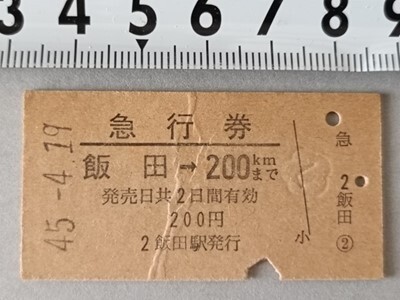 3 4 5 6 7 8 9
45-4.19
急行券
飯田→200kmまで
発売日共2日間有効
200円
2飯田駅発行
小
急
2
飯田
②